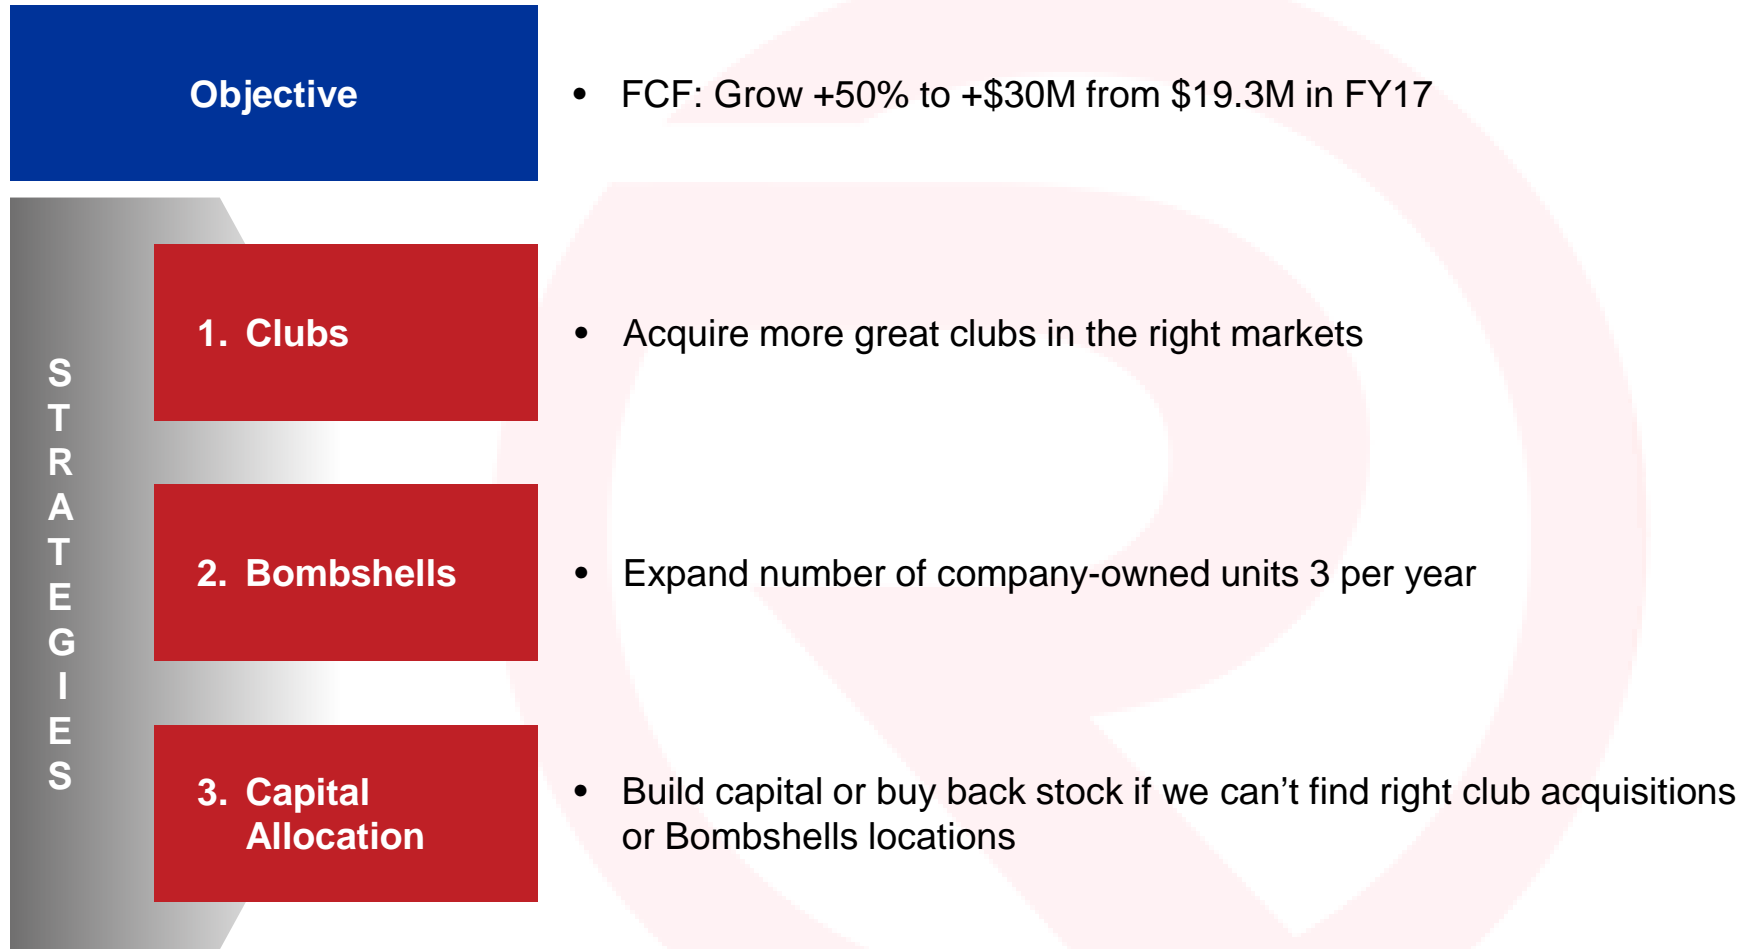 Objective
• FCF: Grow +50% to +$30M from $19.3M in FY17
STRATEGIES
1. Clubs
• Acquire more great clubs in the right markets
2. Bombshells
• Expand number of company-owned units 3 per year
3. Capital
Allocation
• Build capital or buy back stock if we can’t find right club acquisitions
or Bombshells locations